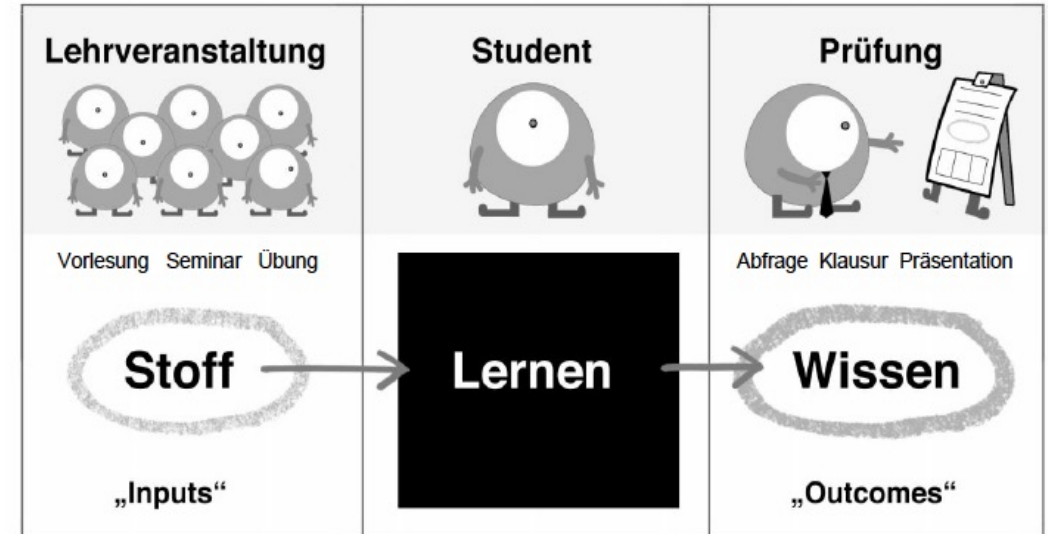 Lehrveranstaltung
Student
Prüfung
Vorlesung Seminar Übung
Abfrage Klausur Präsentation
Stoff
Lernen
Wissen
„Inputs“
„Outcomes“